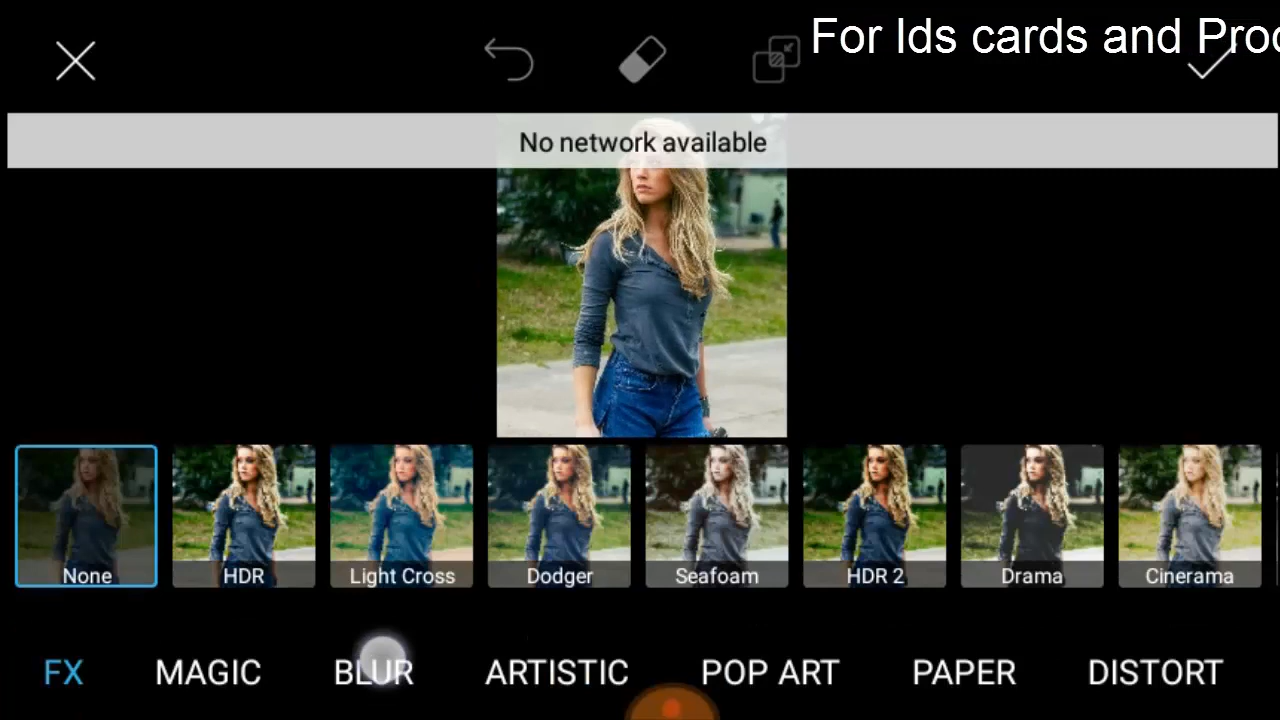 For Ids cards and
No network available
None HDR Light Cross Dodger Seafoam HDR 2 Drama Cinerama
FX MAGIC BLUR ARTISTIC POP ART PAPER DISTORT